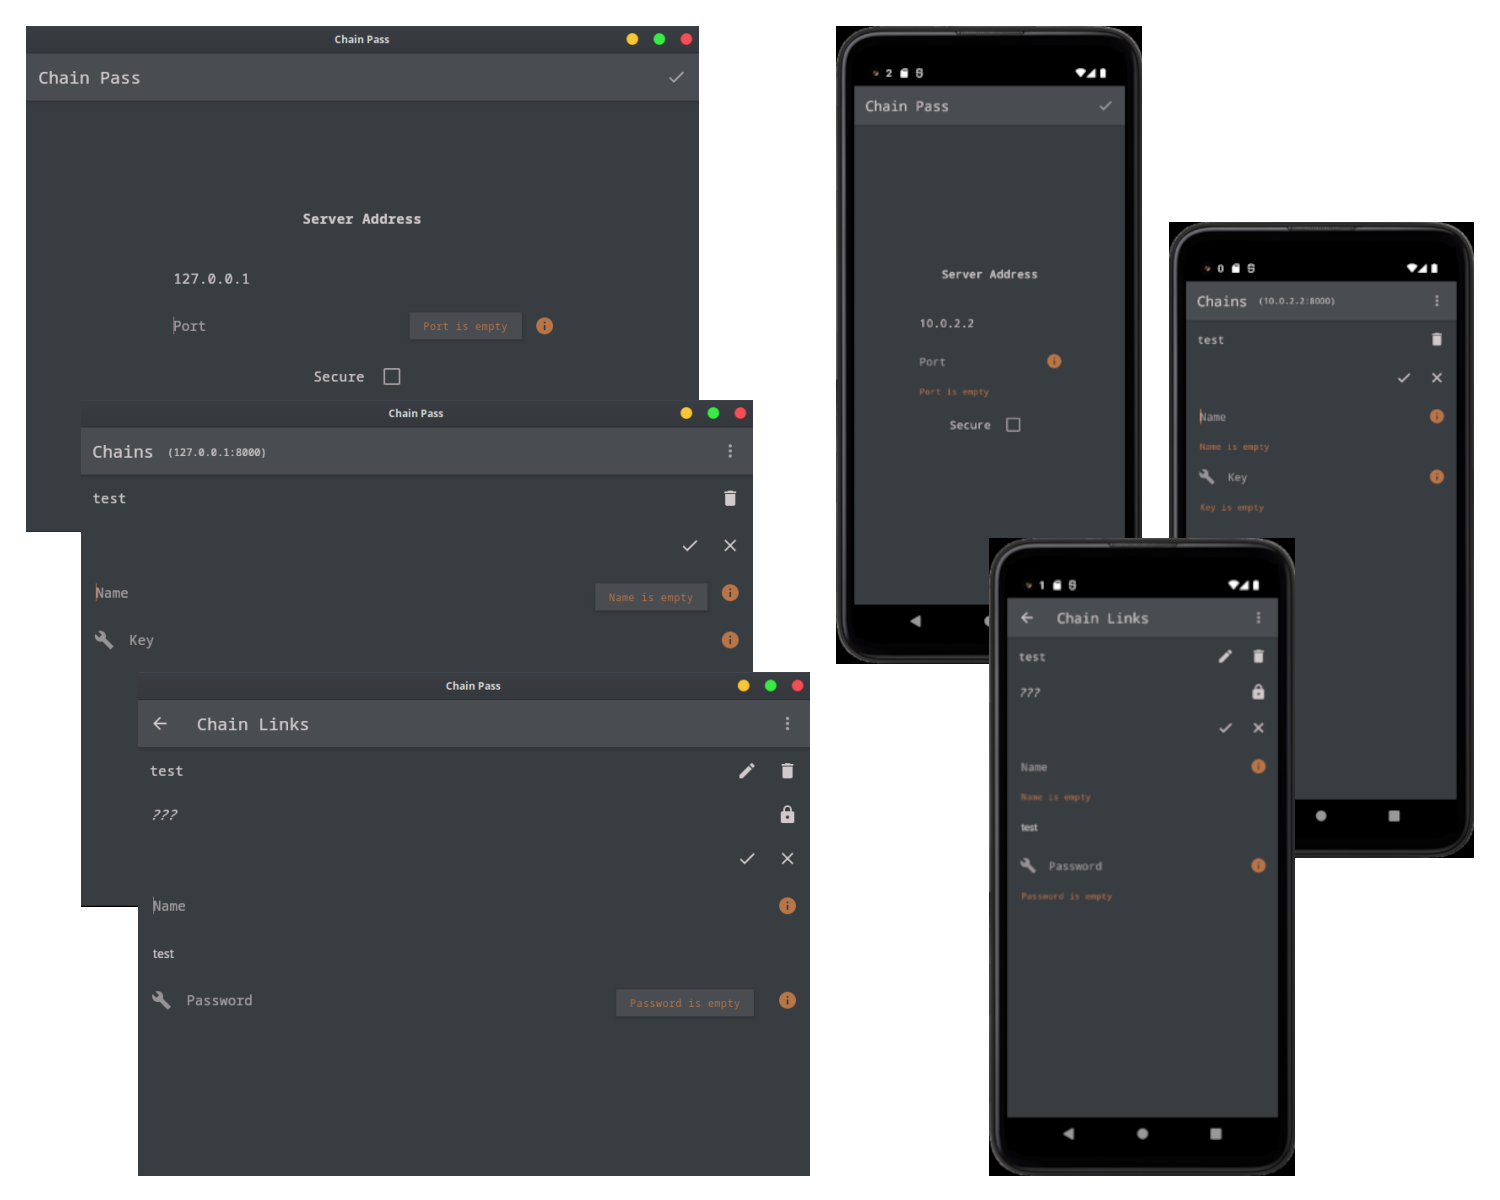 Chain Pass
Chain Pass
Server Address
127.0.0.1
Port
Port is empty
Secure
Chain Pass
Chains (127.0.0.1:8000)
test
Name
Name is empty
Key
Chain Pass
Chain Links
test
???
Name
test
Password
Password is empty
2
Chain Pass
Server Address
10.0.2.2
Port
Port is empty
Secure
0
Chains (10.0.2.2:8000)
test
Name
Name is empty
Key
Key is empty
1
Chain Links
test
???
Name
Name is empty
test
Password
Password is empty